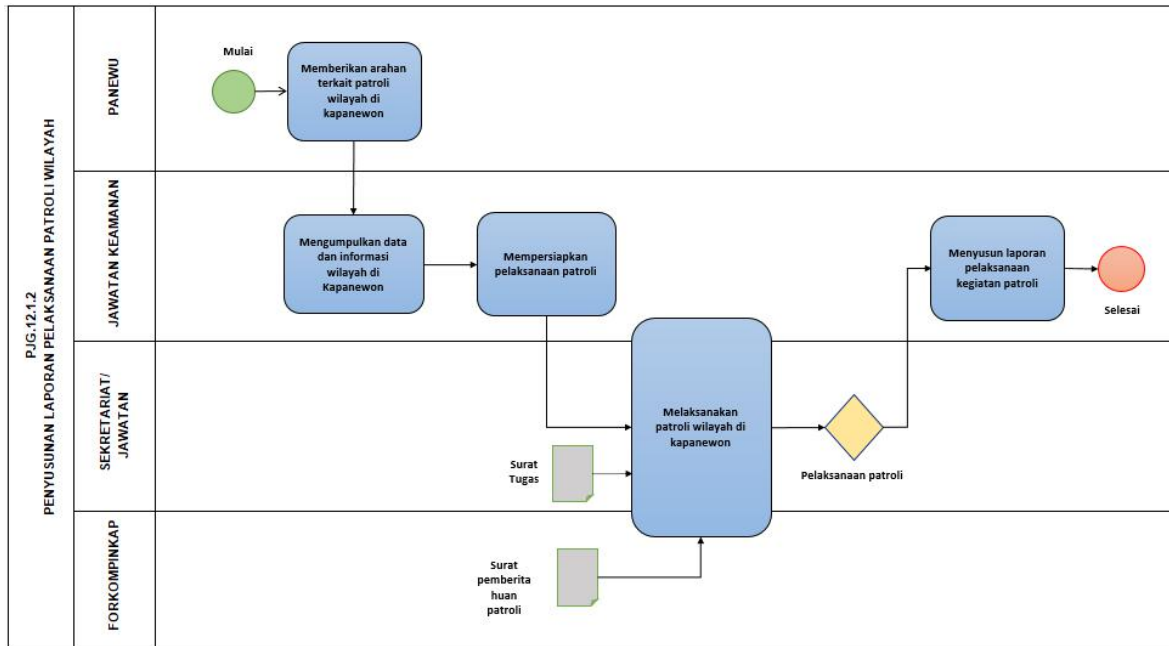 PJG.12.1.2
PENYUSUNAN LAPORAN PELAKSANAAN PATROLI WILAYAH
PANEWU
Mulai
Memberikan arahan
terkait patroli
wilayah di
kapanewon
JAWATAN KEAMANAN
Mengumpulkan data
dan informasi
wilayah di
Kapanewon
Mempersiapkan
pelaksanaan patroli
Menyusun laporan
pelaksanaan
kegiatan patroli
Selesai
SEKRETARIAT/
JAWATAN
Melaksanakan
patroli wilayah di
kapanewon
Surat
Tugas
Pelaksanaan patroli
FORKOMPINKAP
Surat
pemberita
huan
patroli